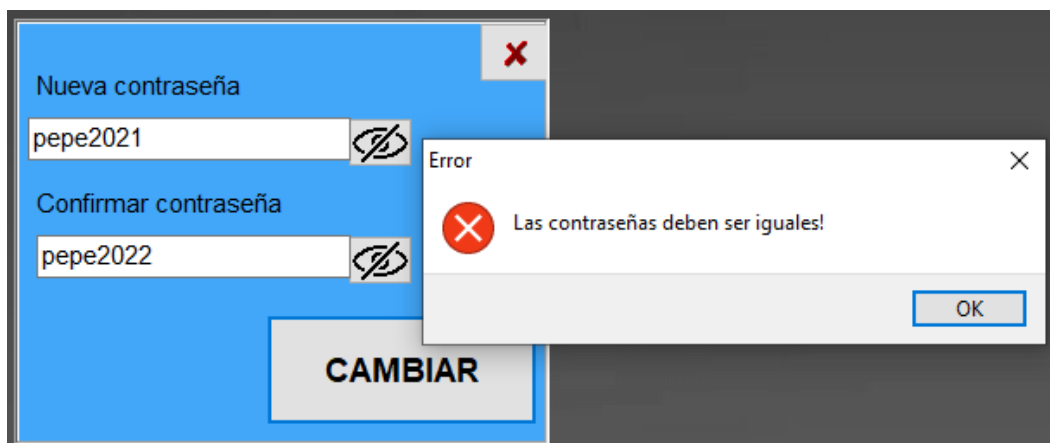 Nueva contraseña
pepe2021
Error
Confirmar contraseña
Las contraseñas deben ser iguales!
pepe2022
OK
CAMBIAR